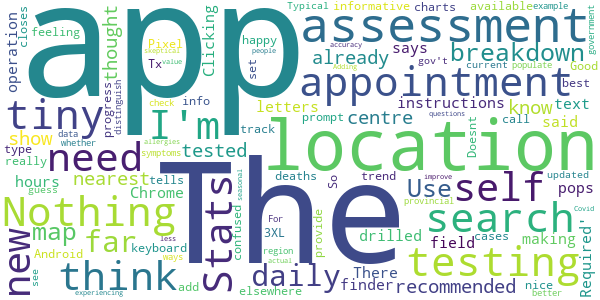 app
The
location
assessment
appointment
testing
self
search
Nothing
think
need
I'm
tiny
new
far
map
Stats
daily
Use
breakdown
already
recommended
centre
know
thought
operation
show
nearest
tested
hours
Chrome
Clicking
letters
instructions
says
text
said
field
pops
drilled
making
finder
There
Required'
elsewhere
provide
confused
progress
distinguish
feeling
closes
Typical
informative
available
example
charts
happy
Pixel
skeptical
people
Tx
value
set
operation
gov't
populate
Good
government
accuracy
Adding
current
best
check
info
prompt
questions
Doesnt
call
track
deaths
trend
updated
type
data
really
whether
allergies
symptoms
tells
less
So
guess
keyboard
Android
see
add
ways
experiencing
seasonal
For
3XL
region
actual
cases
provincial
Covid
improve
nice
better